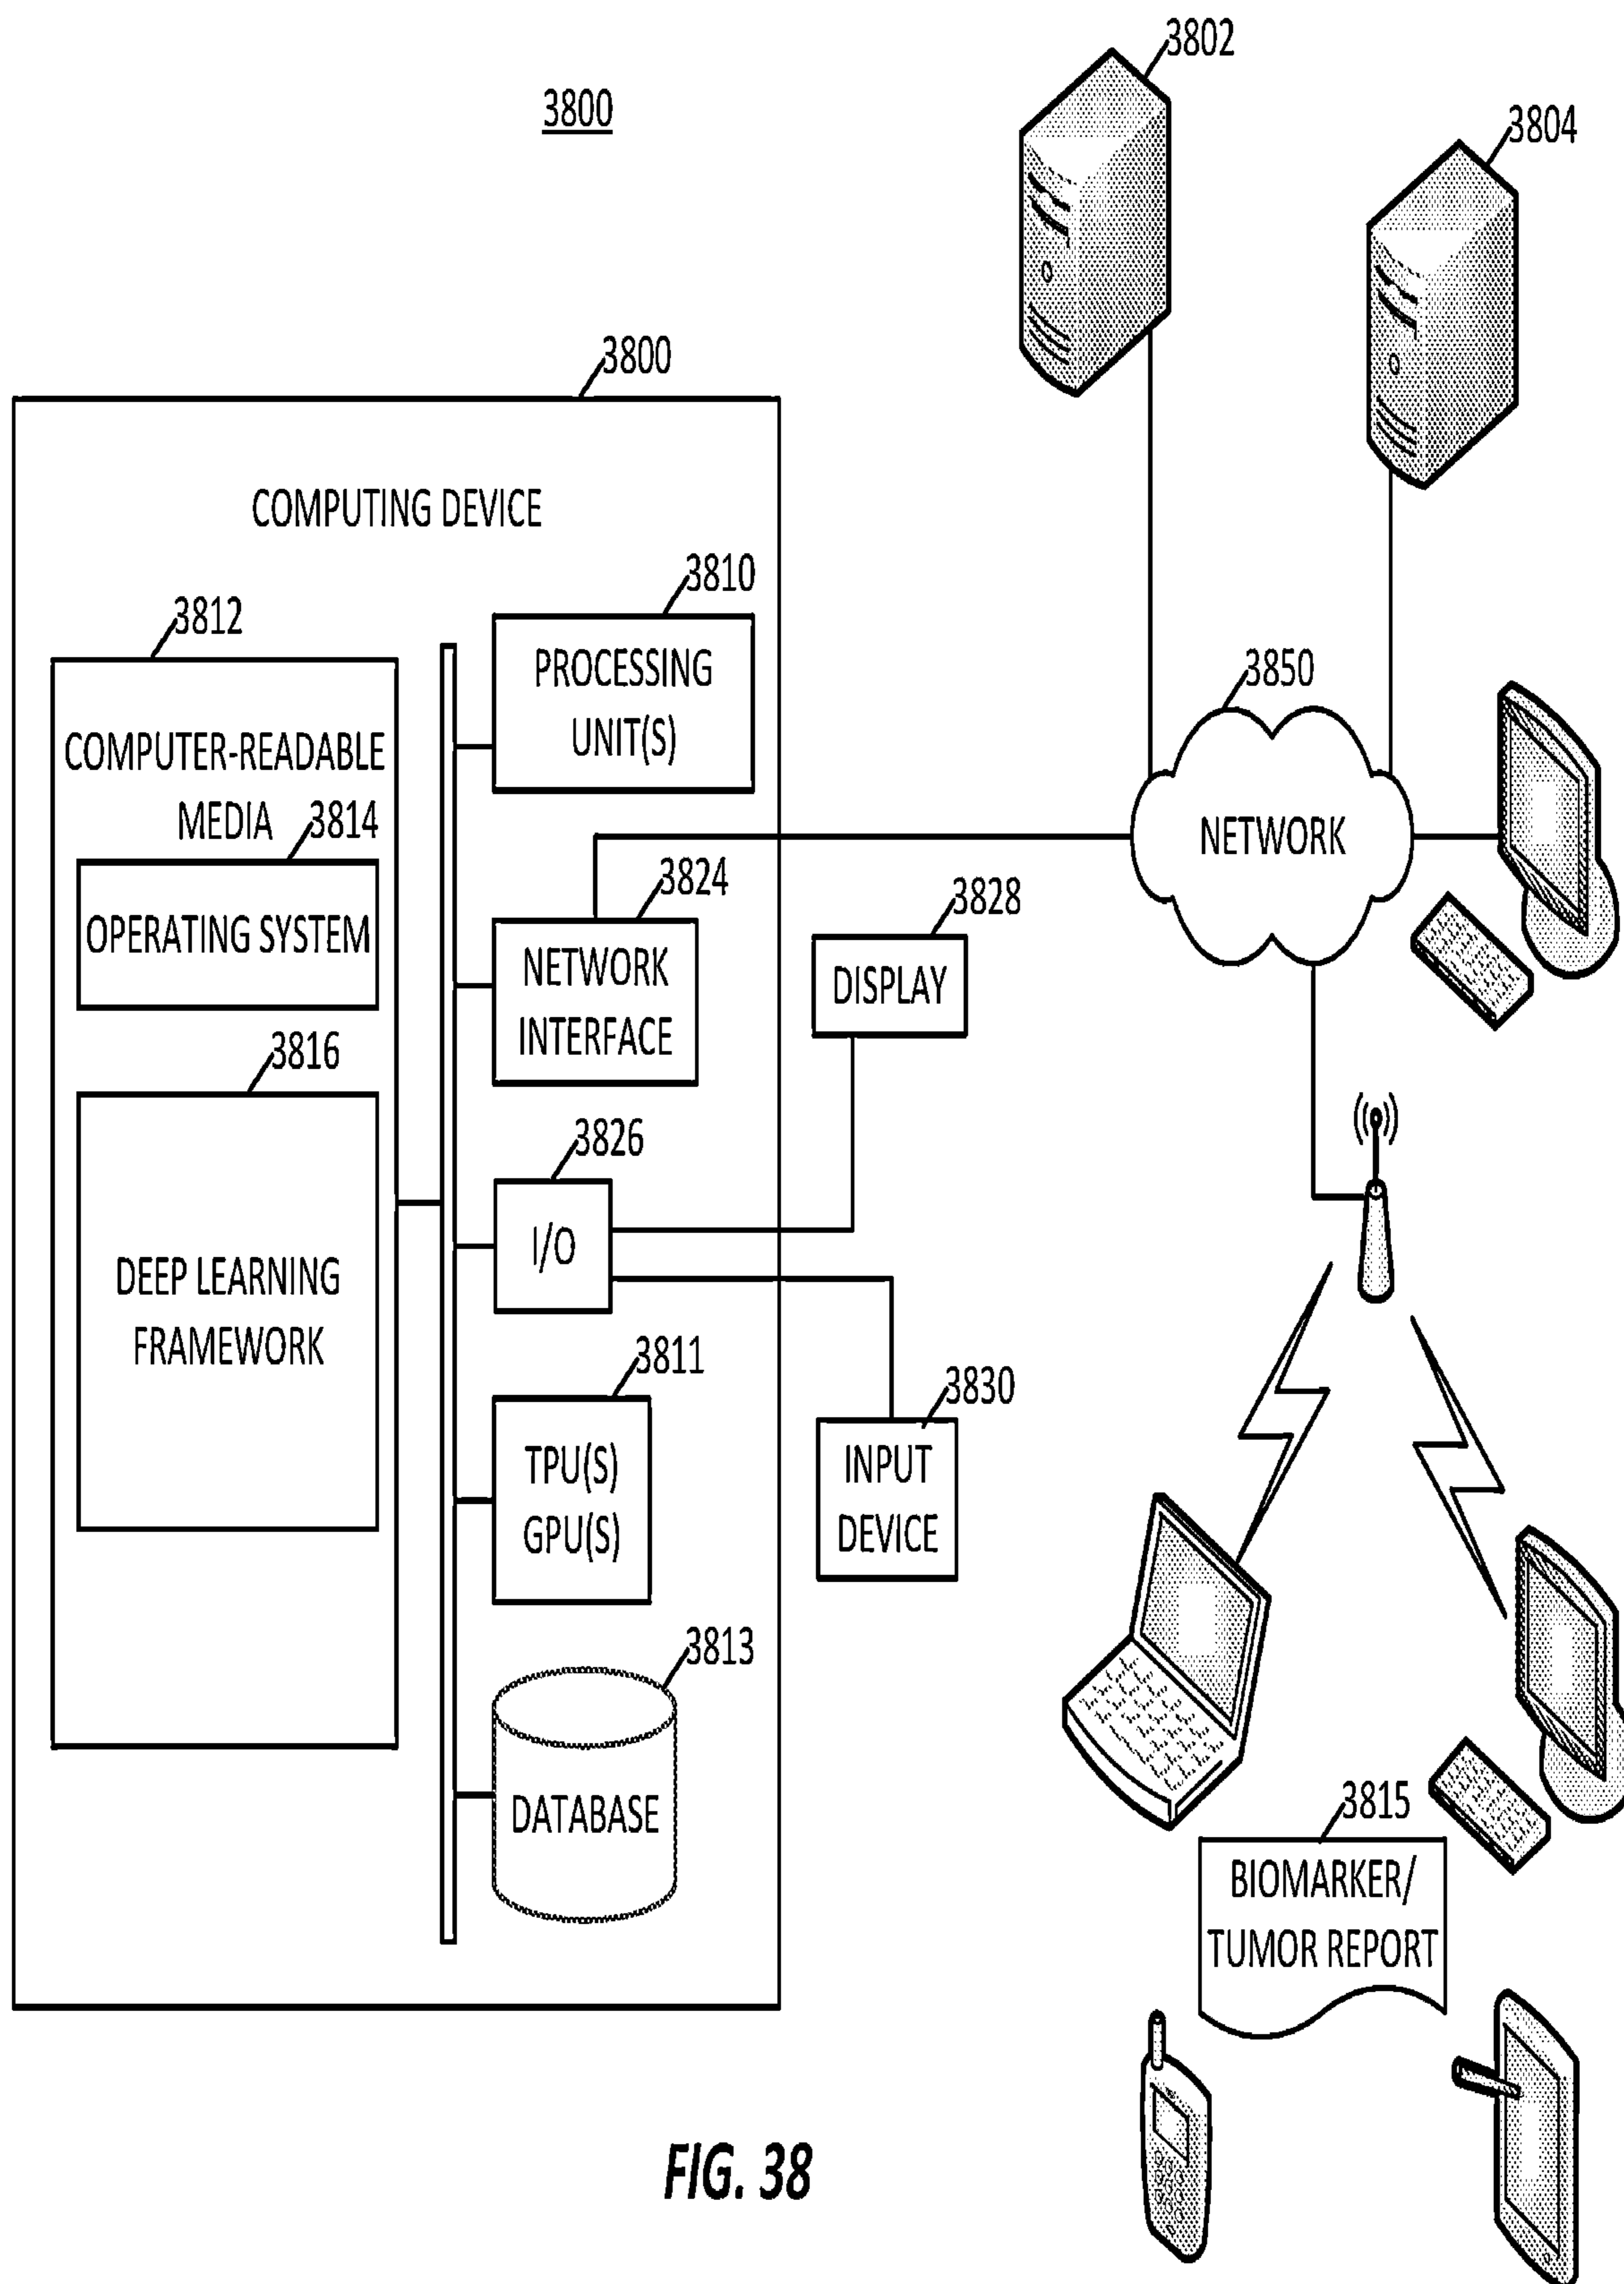 3800
3802
3804
3800
COMPUTING DEVICE
3812
COMPUTER-READABLE
MEDIA
3814
OPERATING SYSTEM
3816
DEEP LEARNING
FRAMEWORK
3810
PROCESSING
UNIT(S)
3824
NETWORK
INTERFACE
3826
I/O
3811
TPU(S)
GPU(S)
3813
DATABASE
3828
DISPLAY
3830
INPUT
DEVICE
3850
NETWORK
3815
BIOMARKER/
TUMOR REPORT
FIG. 38